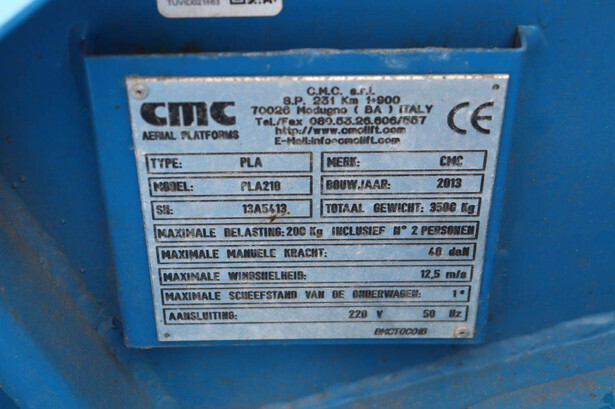 TUVID021163
C.M.C. s.r.l.
S.P. 231 Km 1+900
70026 Modugno ( BA ) ITALY
Tel./Fax 080.53.26.606/557
http://www.cmclift.com
E-Mail:info@cmclift.com
CMC
AERIAL PLATFORMS
CE
TYPE: PLA
MERK: CMC
MODEL: PLA210
BOUWJAAR: 2013
SN: 13A5413
TOTAAL GEWICHT: 3500 Kg
MAXIMALE BELASTING: 200 Kg INCLUSIEF N° 2 PERSONEN
MAXIMALE MANUELE KRACHT: 40 daN
MAXIMALE WINDSNELHEID: 12,5 m/s
MAXIMALE SCHEEFSTAND VAN DE ONDERWAGEN: 1°
AANSLUITING: 220 V 50 Hz